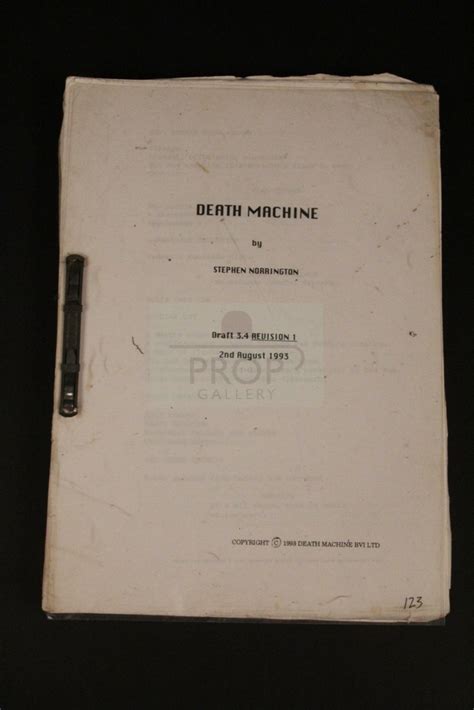 DEATH MACHINE
by
STEPHEN NORRINGTON
Draft 3.4 REVISION 1
2nd August 1993
PROP
GALLERY
COPYRIGHT © 1993 DEATH MACHINE BVI LTD
123